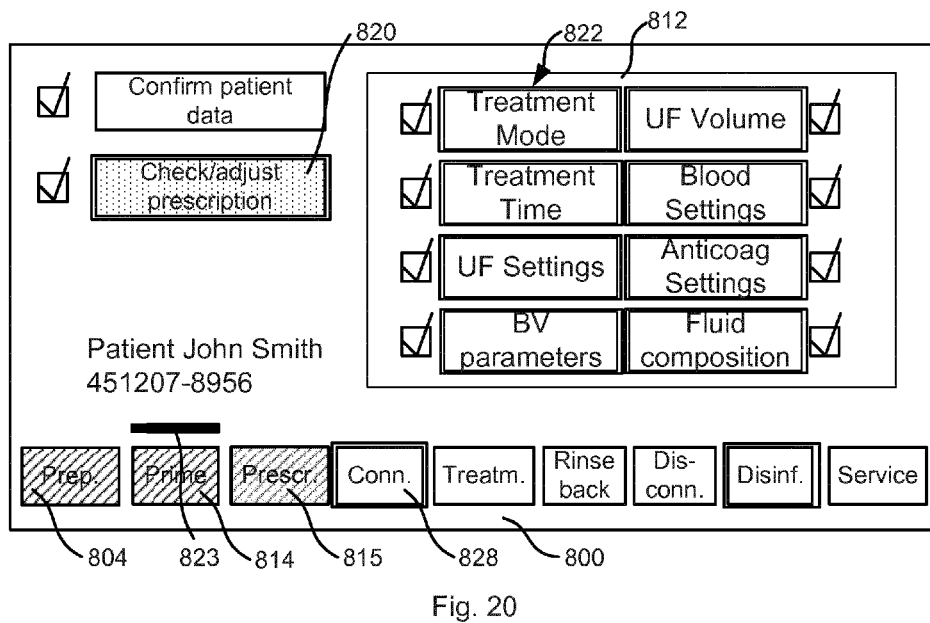 820
822
812
Confirm patient
data
Treatment
Mode
UF Volume
Check/adjust
prescription
Treatment
Time
Blood
Settings
UF Settings
Anticoag
Settings
BV
parameters
Fluid
composition
Patient John Smith
451207-8956
Prep.
Prime
Prescr.
Conn.
Treatm.
Rinse
back
Dis-
conn.
Disinf.
Service
804
823
814
815
828
800
Fig. 20